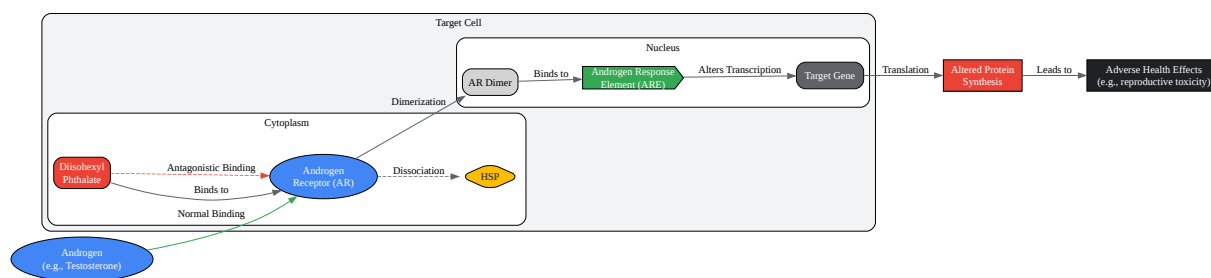 Target Cell
Nucleus
AR Dimer
Binds to
Androgen Response
Element (ARE)
Alters Transcription
Target Gene
Translation
Altered Protein
Synthesis
Leads to
Adverse Health Effects
(e.g., reproductive toxicity)
Dimerization
Cytoplasm
Diisohexyl
Phthalate
Antagonistic Binding
Binds to
Androgen
Receptor (AR)
Dissociation
HSP
Normal Binding
Androgen
(e.g., Testosterone)